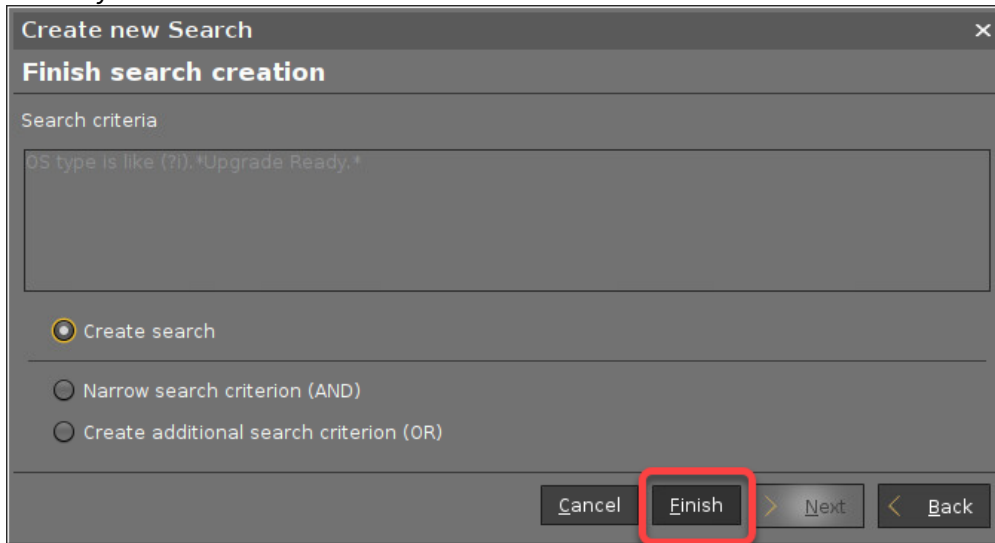 Create new Search
Finish search creation
Search criteria
OS type is like (?i).*Upgrade Ready.*
Create search
Narrow search criterion (AND)
Create additional search criterion (OR)
Cancel Finish Next Back